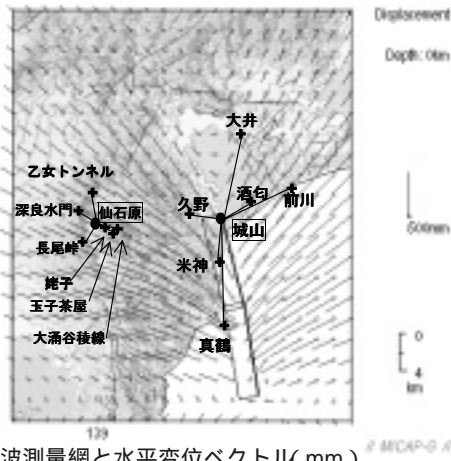 Displacement
Depth: 0km
大井
乙女トンネル
深良水門
仙石原
久野
酒匂
前川
城山
長尾峠
米神
姥子
玉子茶屋
大涌谷稜線
真鶴
500mm
0
4
km
139
波測量網と水平変位ベクトル(mm)
// MICAP-G //